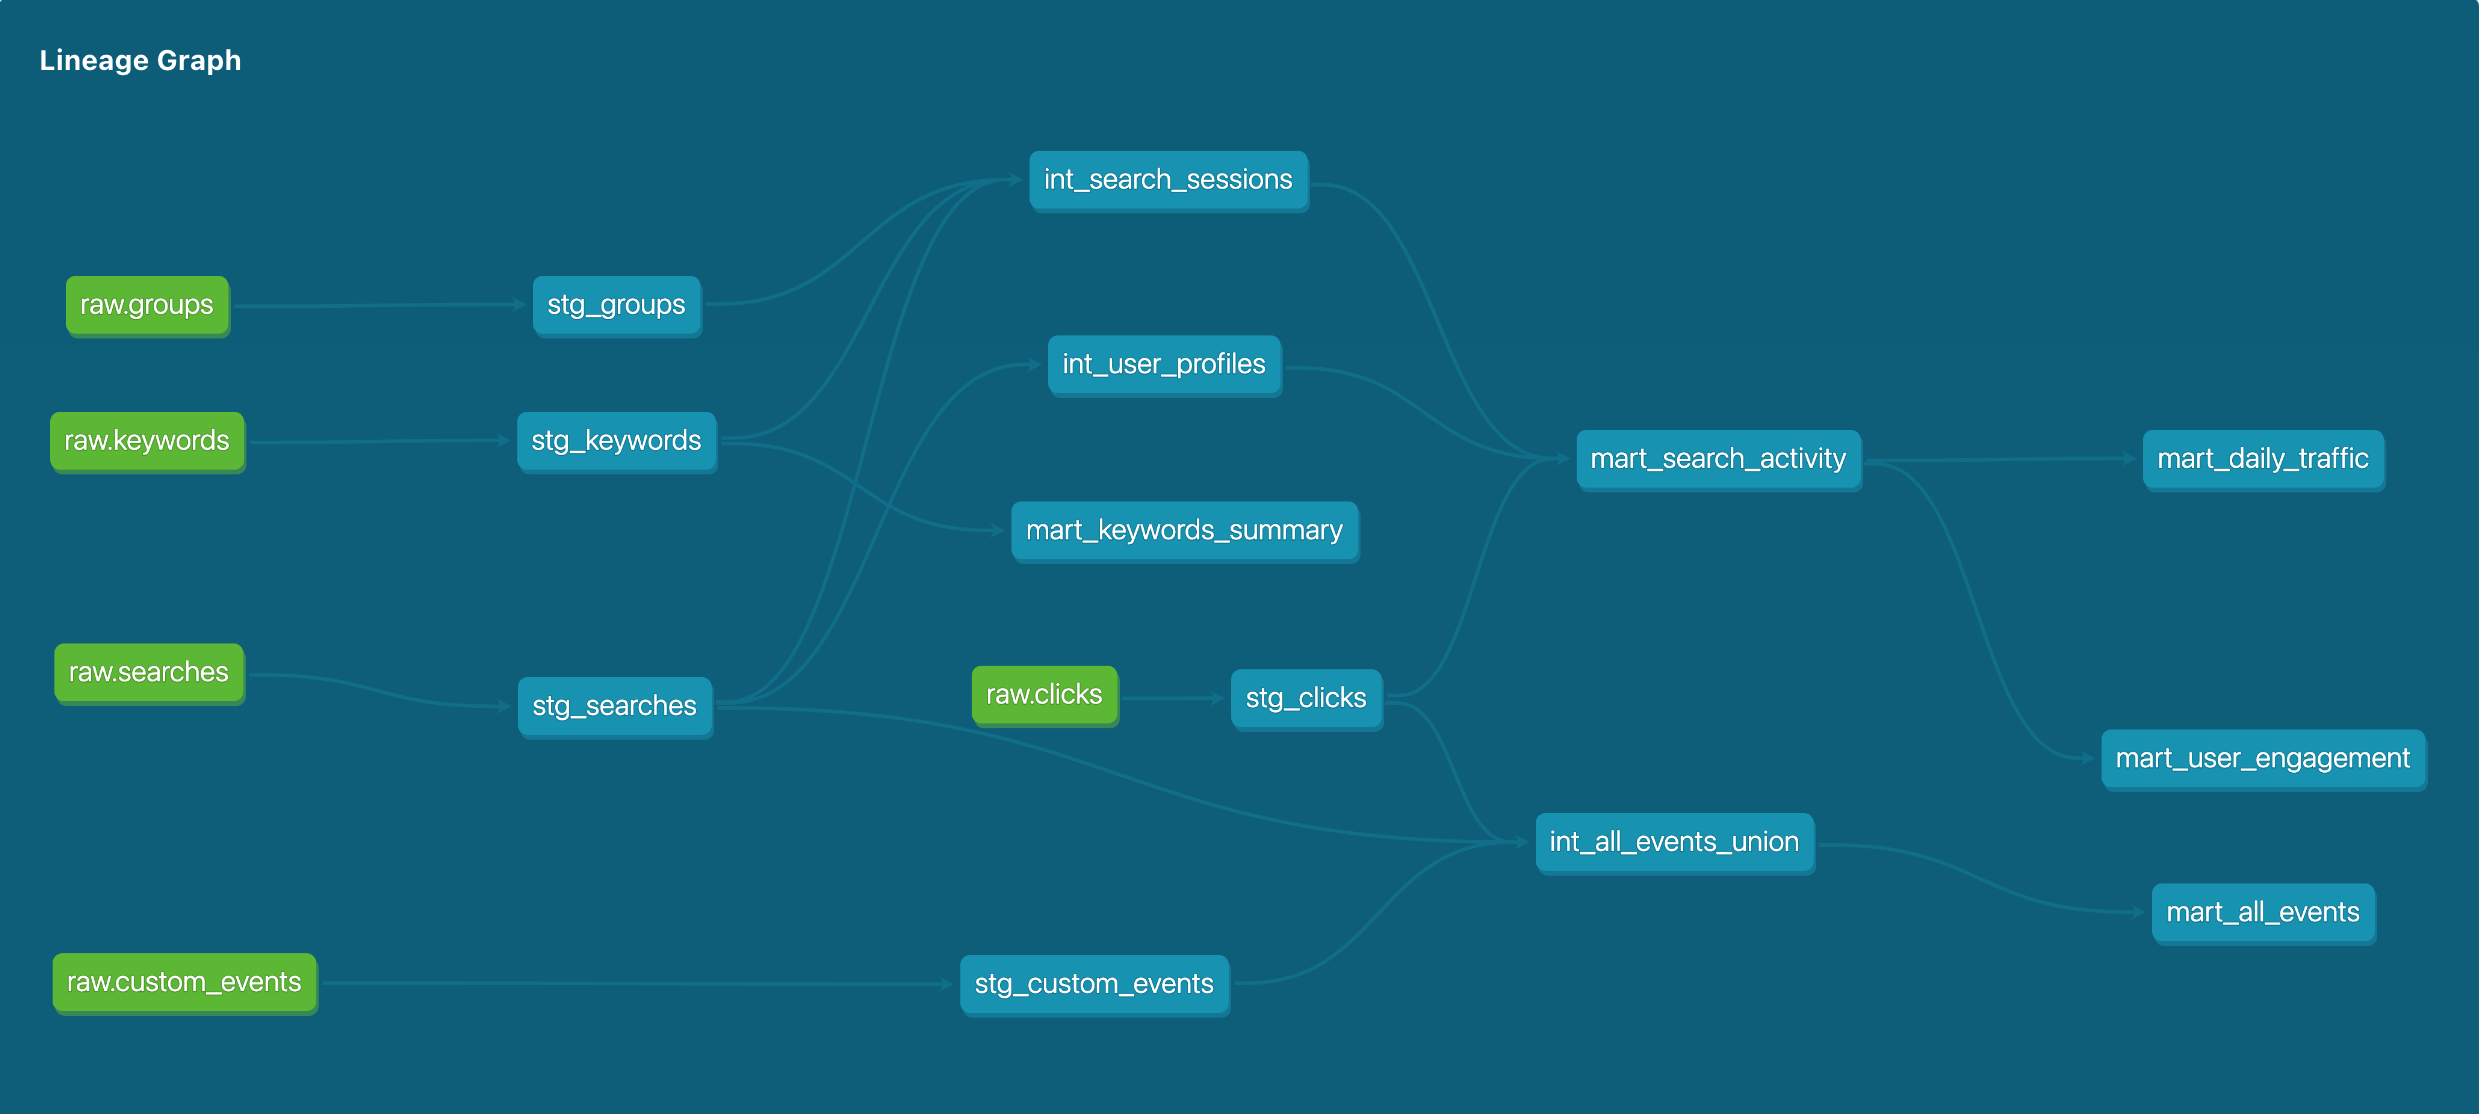 Lineage Graph
int_search_sessions
raw.groups
stg_groups
int_user_profiles
raw.keywords
stg_keywords
mart_search_activity
mart_daily_traffic
mart_keywords_summary
raw.searches
stg_searches
raw.clicks
stg_clicks
mart_user_engagement
int_all_events_union
mart_all_events
raw.custom_events
stg_custom_events